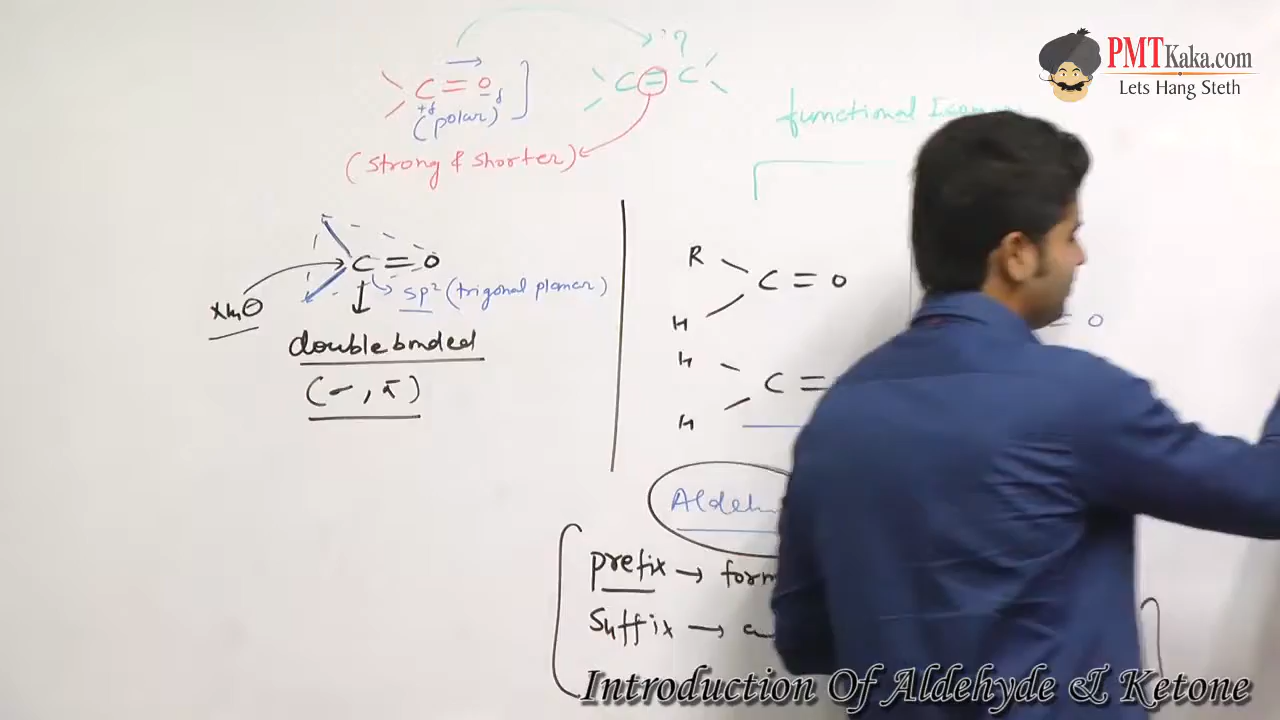 PMTKaka.com
Lets Hang Steth
C = O
+δ δ
(polar)
C = C
?
(strong & shorter)
functional
C = O
sp² (trigonal planar)
double bonded
(σ, π)
R
C = O
H
H
C =
H
= O
Aldeh
prefix → form
Suffix → a
Introduction Of Aldehyde & Ketone